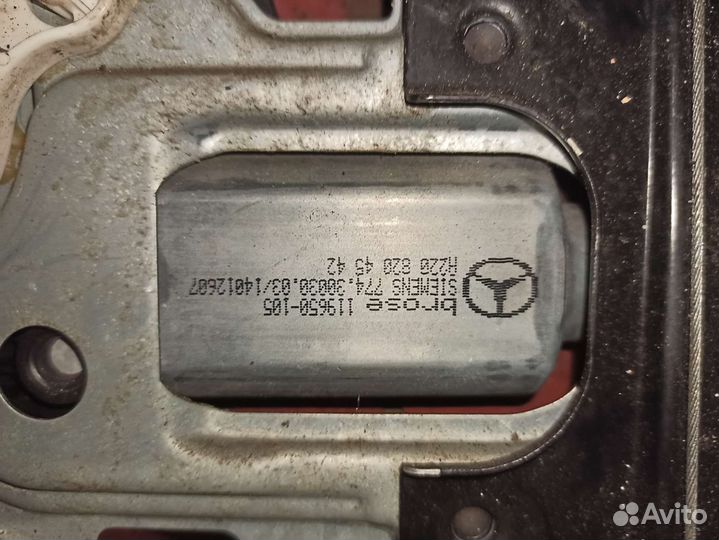 brose 119650-105
SIEMENS 774.30030.03/14012607
A220 820 45 42
Avito